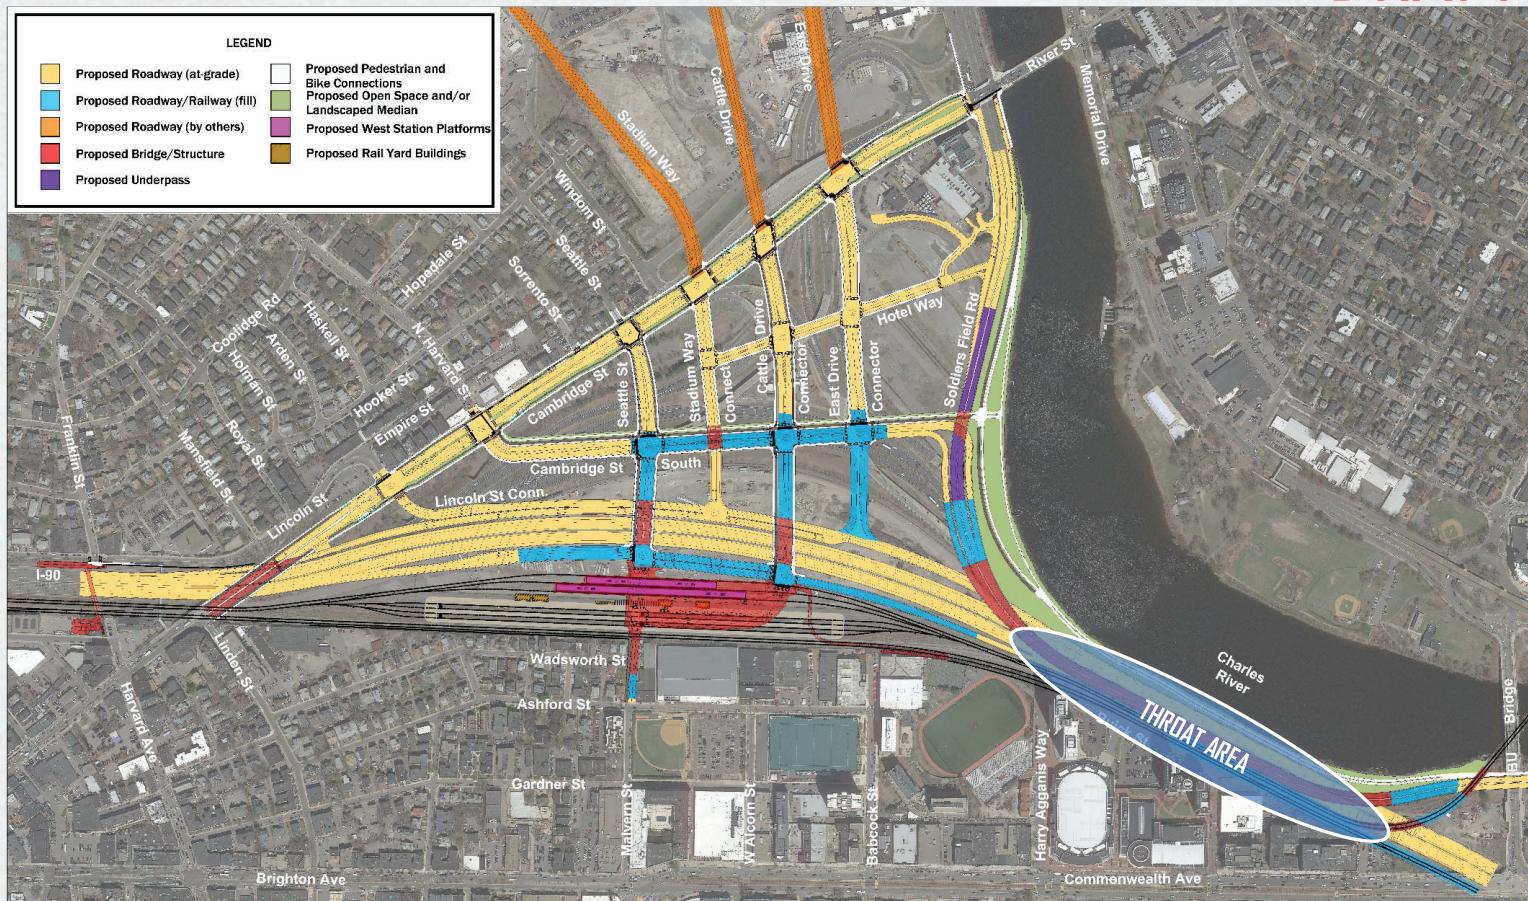 LEGEND
Proposed Roadway (at-grade)
Proposed Roadway/Railway (fill)
Proposed Roadway (by others)
Proposed Bridge/Structure
Proposed Underpass
Proposed Pedestrian and
Bike Connections
Proposed Open Space and/or
Landscaped Median
Proposed West Station Platforms
Proposed Rail Yard Buildings
Stadium Way
Cattle Drive
East Drive
River St
Memorial Drive
Windom St
Seattle St
Sorrento St
Hopedale St
N Harvard St
Coolidge Rd
Haskell St
Arden St
Holman St
Hooker St
Empire St
Royal St
Mansfield St
Franklin St
Lincoln St
Cambridge St
Seattle St
Stadium Way
Connector
Cattle Drive
Connector
East Drive
Connector
Hotel Way
Soldiers Field Rd
Cambridge St South
Lincoln St Conn.
I-90
Linden St
Harvard Ave
Wadsworth St
Ashford St
Gardner St
Malvern St
W Alcorn St
Babcock St
Harry Agganis Way
Brighton Ave
Commonwealth Ave
Charles
River
THROAT AREA
BU Bridge